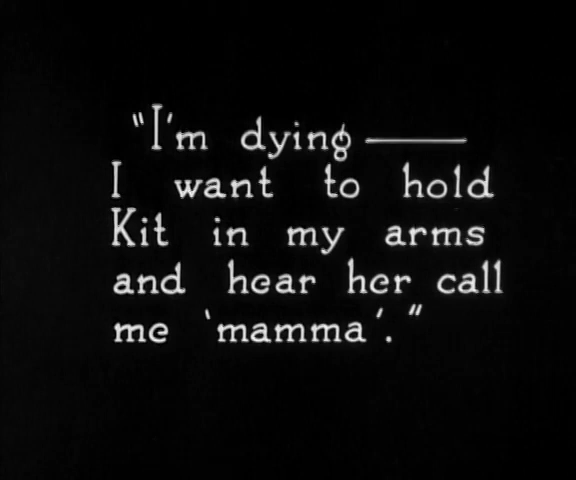 "I'm dying——
I want to hold
Kit in my arms
and hear her call
me 'mamma'."